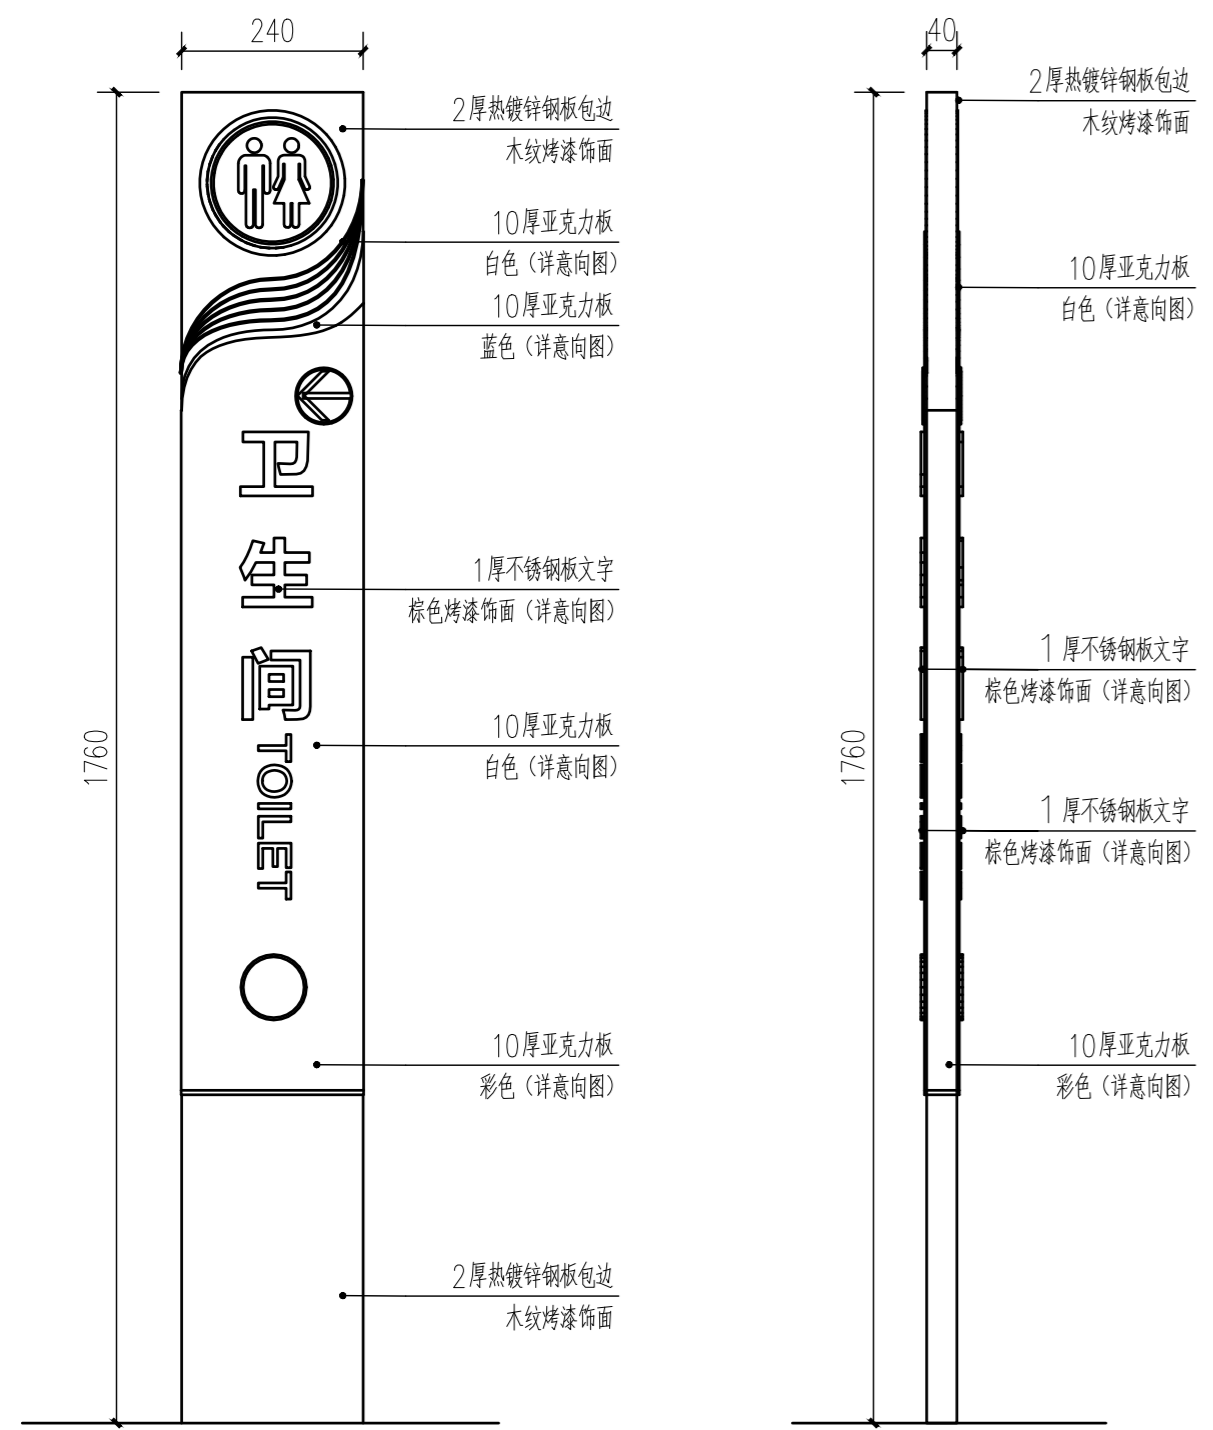 240
2厚热镀锌钢板包边
木纹烤漆饰面
10厚亚克力板
白色（详意向图）
10厚亚克力板
蓝色（详意向图）
卫生间
TOILET
1厚不锈钢板文字
棕色烤漆饰面（详意向图）
10厚亚克力板
白色（详意向图）
1760
10厚亚克力板
彩色（详意向图）
2厚热镀锌钢板包边
木纹烤漆饰面
40
2厚热镀锌钢板包边
木纹烤漆饰面
10厚亚克力板
白色（详意向图）
1厚不锈钢板文字
棕色烤漆饰面（详意向图）
1760
1厚不锈钢板文字
棕色烤漆饰面（详意向图）
10厚亚克力板
彩色（详意向图）